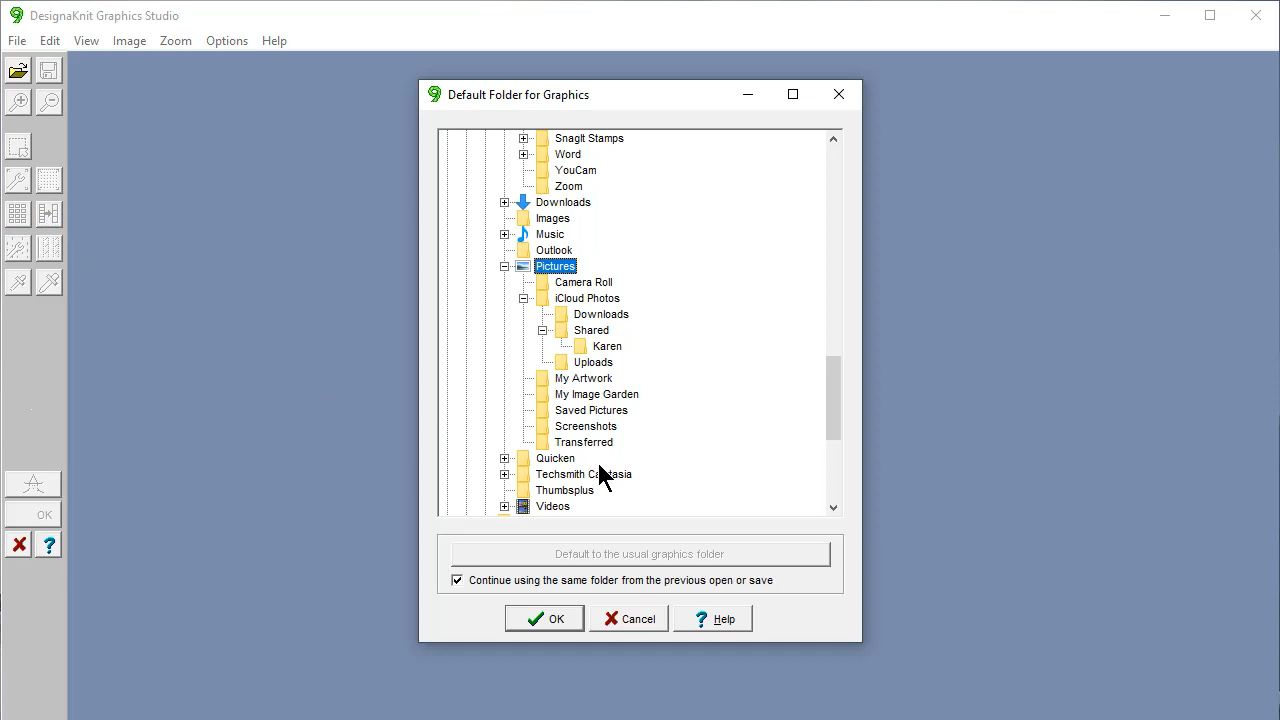 DesignaKnit Graphics Studio
File Edit View Image Zoom Options Help
Default Folder for Graphics
SnagIt Stamps
Word
YouCam
Zoom
Downloads
Images
Music
Outlook
Pictures
Camera Roll
iCloud Photos
Downloads
Shared
Karen
Uploads
My Artwork
My Image Garden
Saved Pictures
Screenshots
Transferred
Quicken
Techsmith
Thumbsplus
Videos
Default to the usual graphics folder
Continue using the same folder from the previous open or save
OK Cancel Help
OK